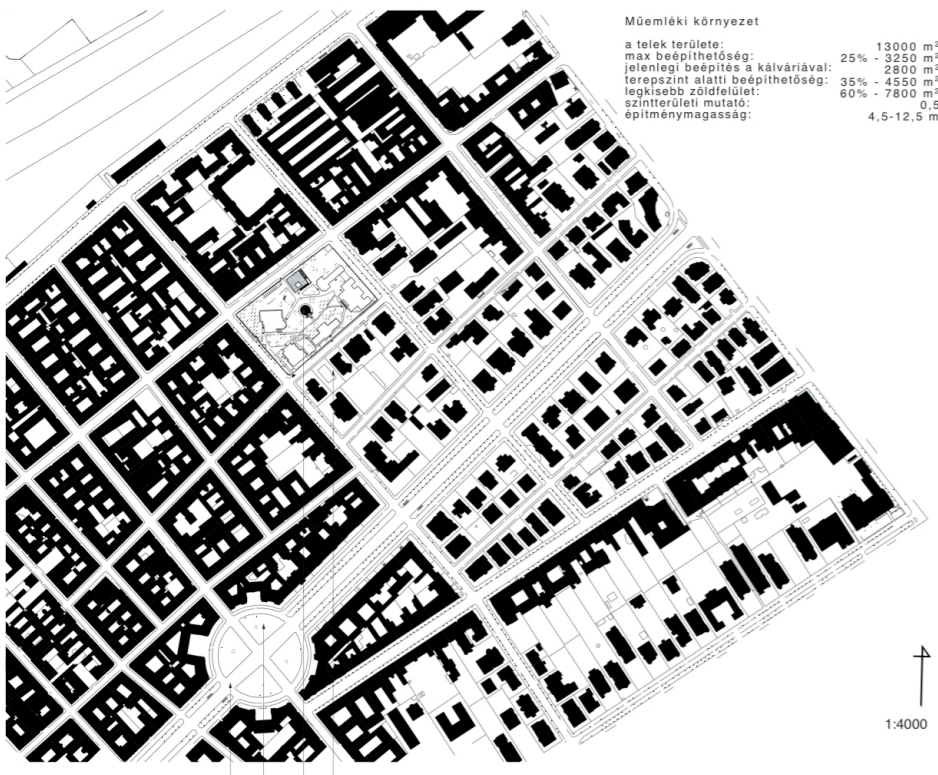 Műemléki környezet
a telek területe: 13000 m²
max beépíthetőség: 25% - 3250 m²
jelenlegi beépítés a kálváriával: 2800 m²
terepszint alatti beépíthetőség: 35% - 4550 m²
legkisebb zöldfelület: 60% - 7800 m²
szintterületi mutató: 0,5
építménymagasság: 4,5-12,5 m
1:4000